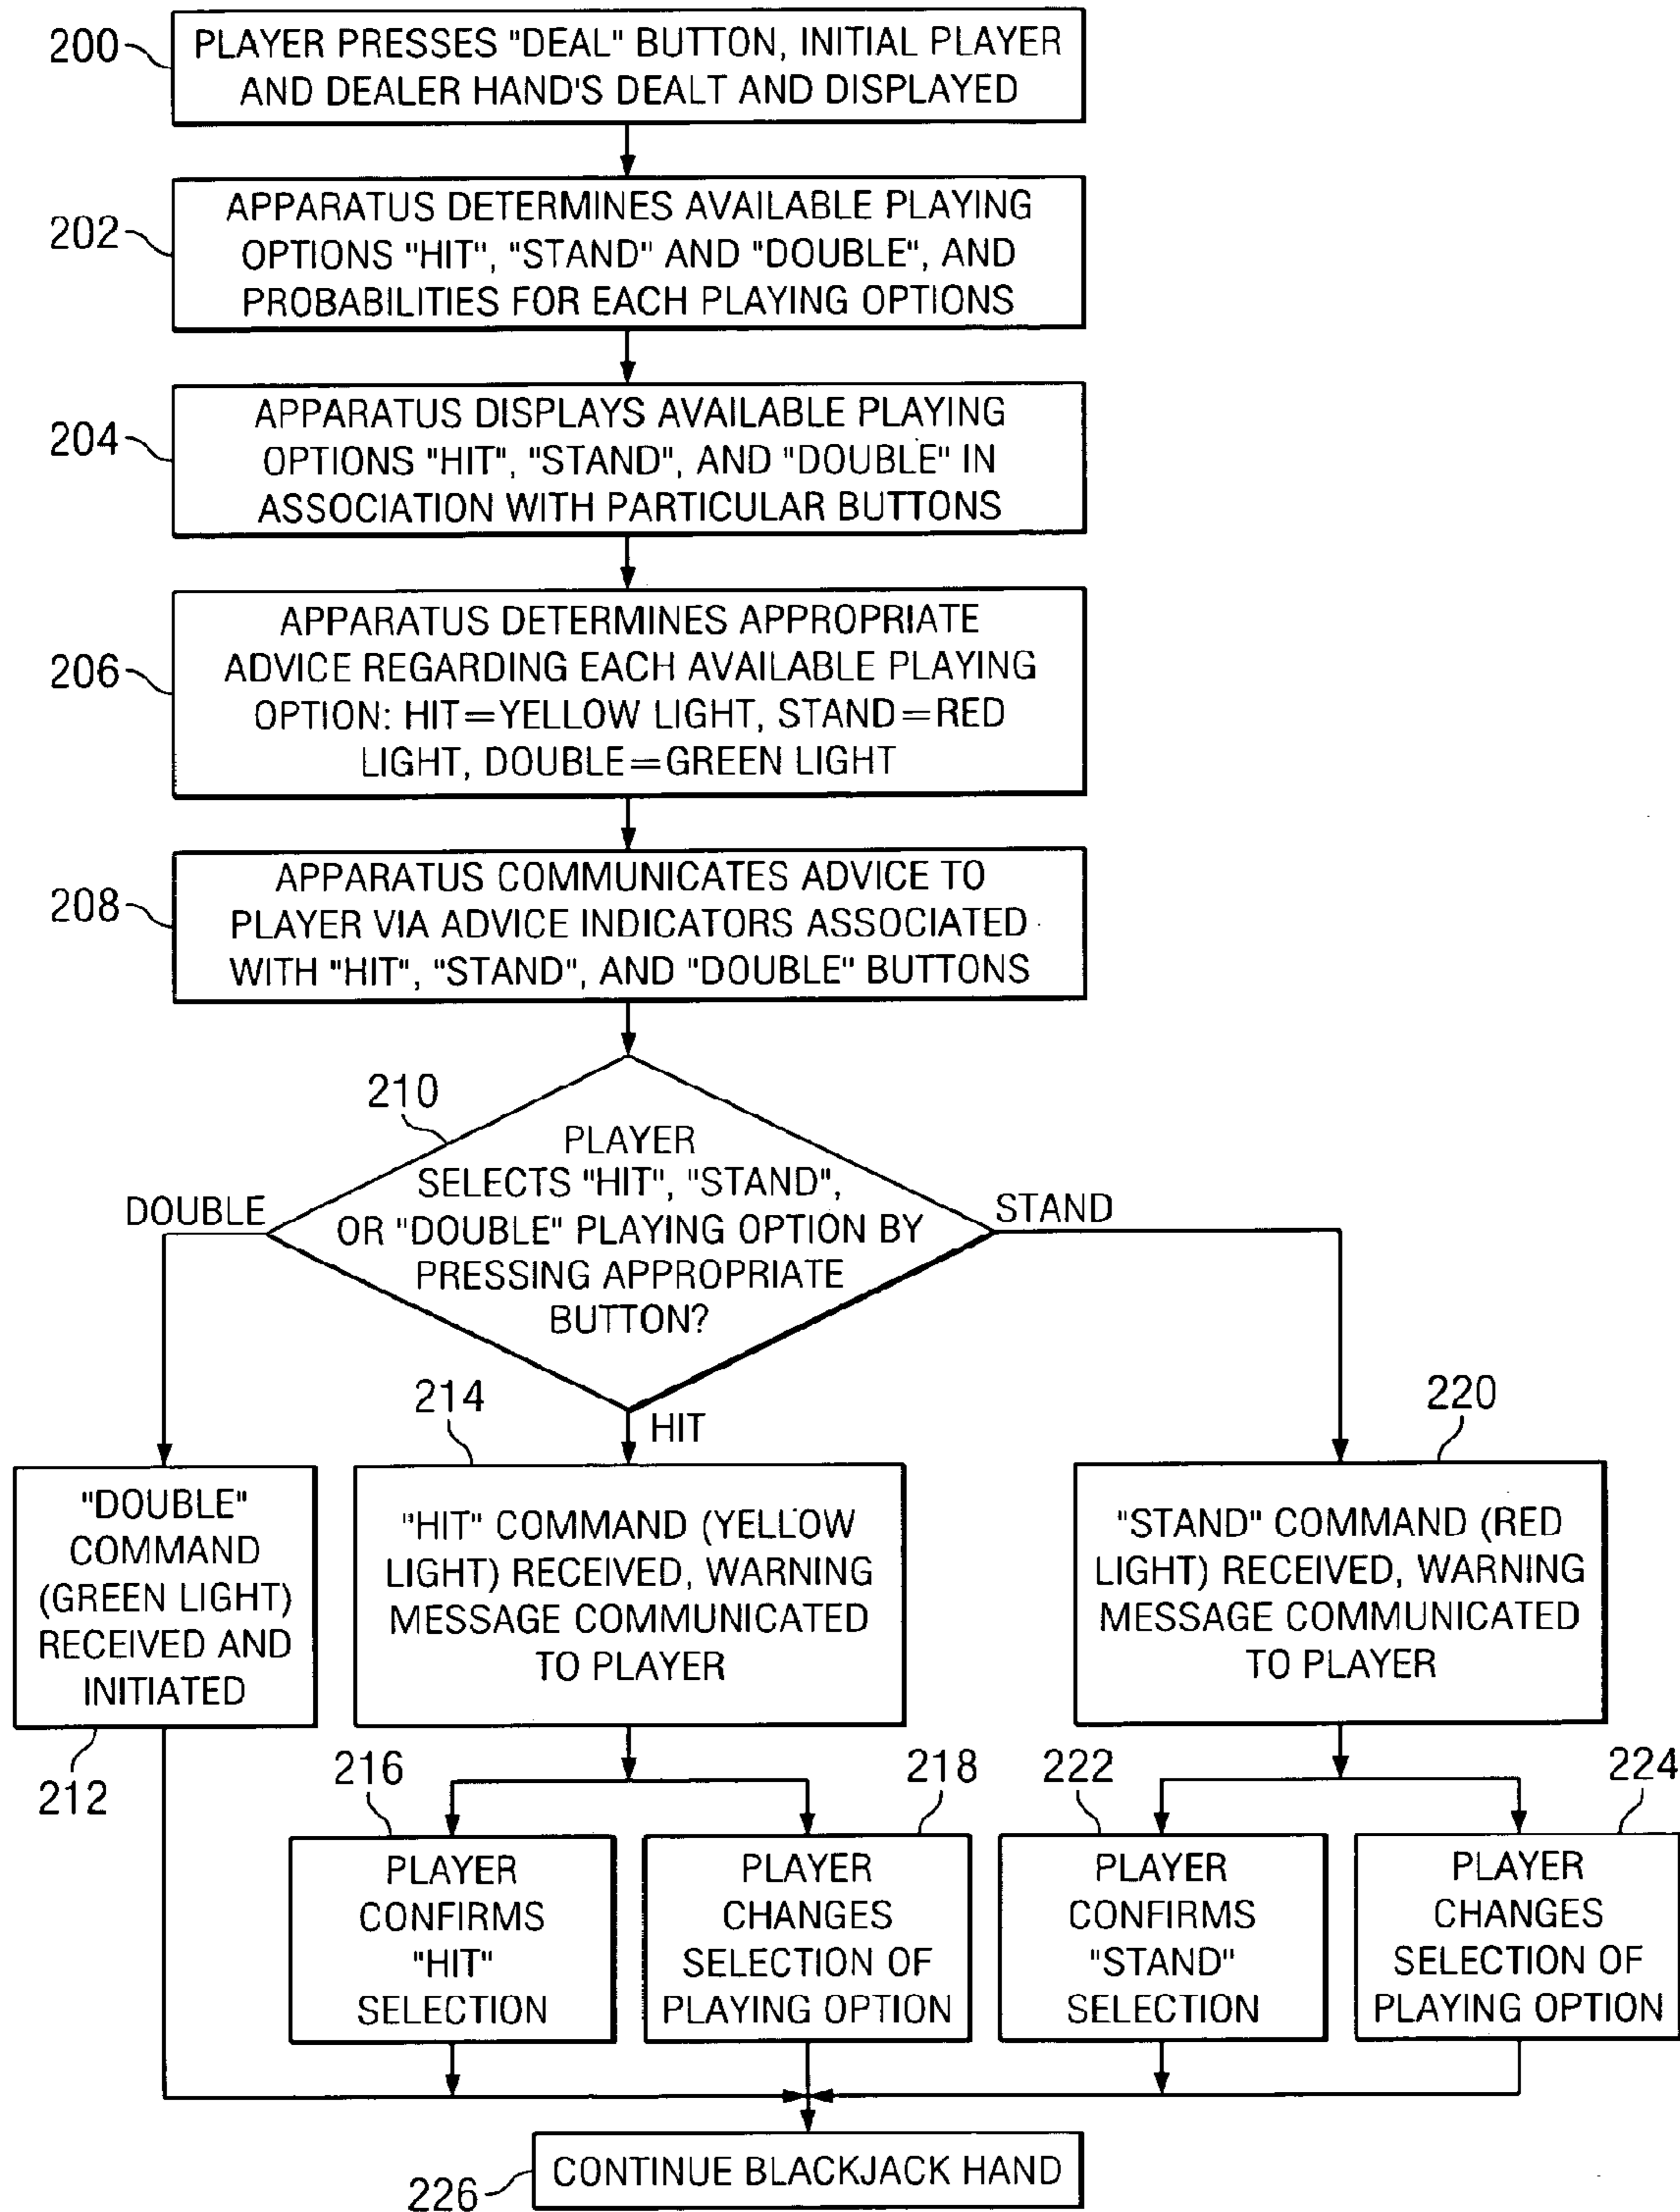 200
PLAYER PRESSES "DEAL" BUTTON, INITIAL PLAYER
AND DEALER HAND'S DEALT AND DISPLAYED
202
APPARATUS DETERMINES AVAILABLE PLAYING
OPTIONS "HIT", "STAND" AND "DOUBLE", AND
PROBABILITIES FOR EACH PLAYING OPTIONS
204
APPARATUS DISPLAYS AVAILABLE PLAYING
OPTIONS "HIT", "STAND", AND "DOUBLE" IN
ASSOCIATION WITH PARTICULAR BUTTONS
206
APPARATUS DETERMINES APPROPRIATE
ADVICE REGARDING EACH AVAILABLE PLAYING
OPTION: HIT=YELLOW LIGHT, STAND=RED
LIGHT, DOUBLE=GREEN LIGHT
208
APPARATUS COMMUNICATES ADVICE TO
PLAYER VIA ADVICE INDICATORS ASSOCIATED
WITH "HIT", "STAND", AND "DOUBLE" BUTTONS
210
PLAYER
SELECTS "HIT", "STAND",
OR "DOUBLE" PLAYING OPTION BY
PRESSING APPROPRIATE
BUTTON?
DOUBLE
STAND
HIT
"DOUBLE"
COMMAND
(GREEN LIGHT)
RECEIVED AND
INITIATED
212
214
"HIT" COMMAND (YELLOW
LIGHT) RECEIVED, WARNING
MESSAGE COMMUNICATED
TO PLAYER
220
"STAND" COMMAND (RED
LIGHT) RECEIVED, WARNING
MESSAGE COMMUNICATED
TO PLAYER
216
PLAYER
CONFIRMS
"HIT"
SELECTION
218
PLAYER
CHANGES
SELECTION OF
PLAYING OPTION
222
PLAYER
CONFIRMS
"STAND"
SELECTION
224
PLAYER
CHANGES
SELECTION OF
PLAYING OPTION
226
CONTINUE BLACKJACK HAND